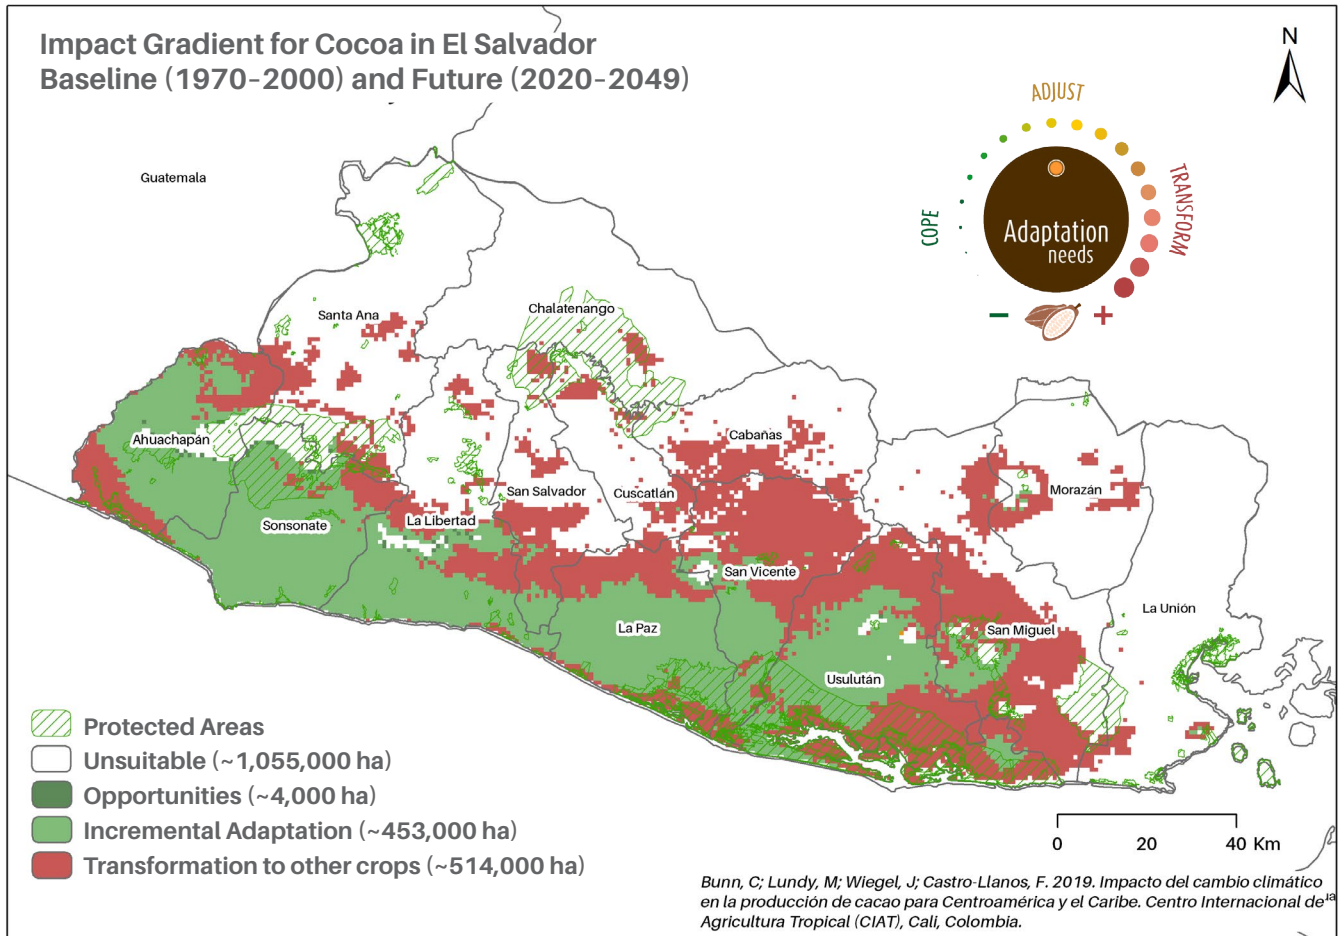 Impact Gradient for Cocoa in El Salvador
Baseline (1970-2000) and Future (2020-2049)
N
ADJUST
COPE
TRANSFORM
Adaptation
needs
Guatemala
Santa Ana
Chalatenango
Ahuachapán
Cabañas
San Salvador
Cuscatlán
Morazán
Sonsonate
La Libertad
San Vicente
La Unión
La Paz
San Miguel
Usulután
Protected Areas
Unsuitable (~1,055,000 ha)
Opportunities (~4,000 ha)
Incremental Adaptation (~453,000 ha)
Transformation to other crops (~514,000 ha)
0 20 40 Km
Bunn, C; Lundy, M; Wiegel, J; Castro-Llanos, F. 2019. Impacto del cambio climático
en la producción de cacao para Centroamérica y el Caribe. Centro Internacional de
Agricultura Tropical (CIAT), Cali, Colombia.